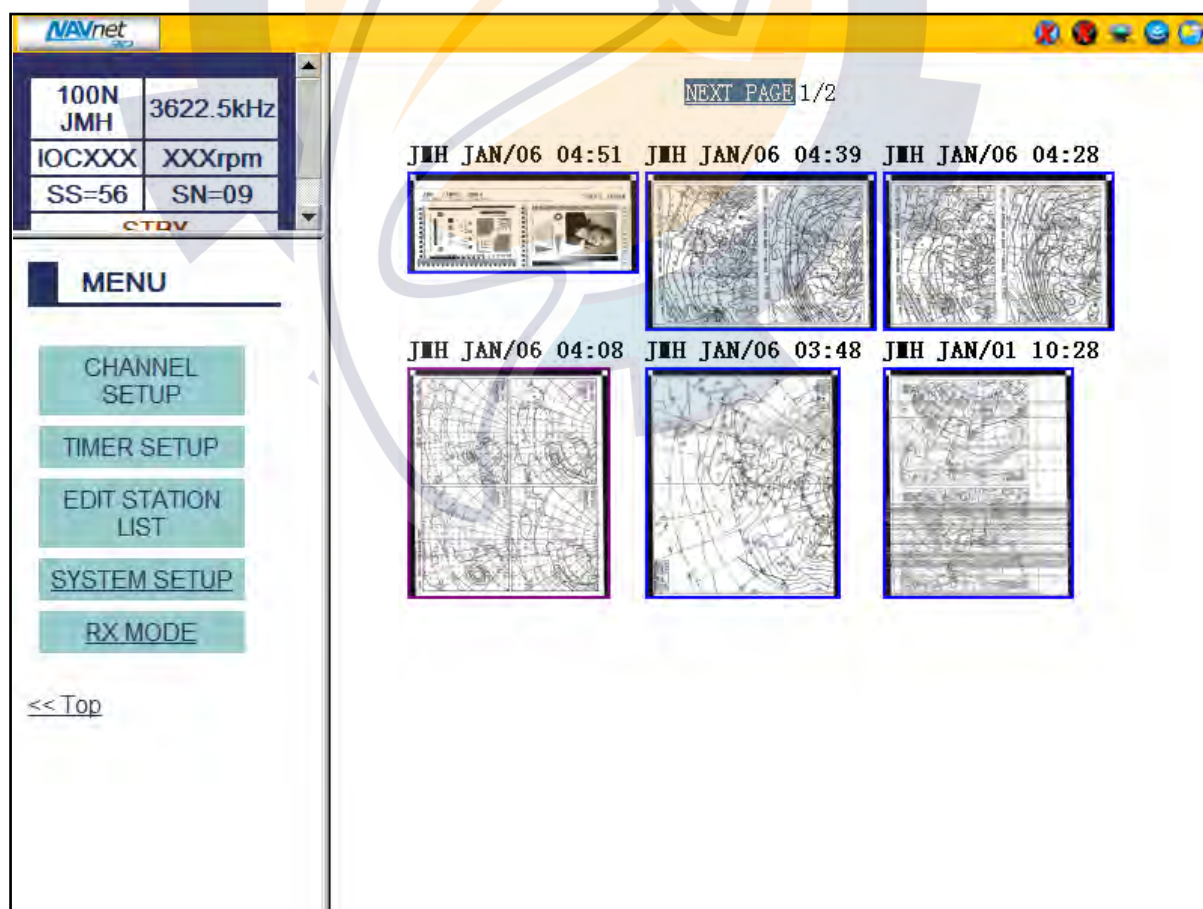 NAVnet
100N JMH 3622.5kHz
IOCXXX XXXrpm
SS=56 SN=09
STBY
MENU
CHANNEL
SETUP
TIMER SETUP
EDIT STATION
LIST
SYSTEM SETUP
RX MODE
<< Top
NEXT PAGE 1/2
JMH JAN/06 04:51 JMH JAN/06 04:39 JMH JAN/06 04:28
JMH JAN/06 04:08 JMH JAN/06 03:48 JMH JAN/01 10:28